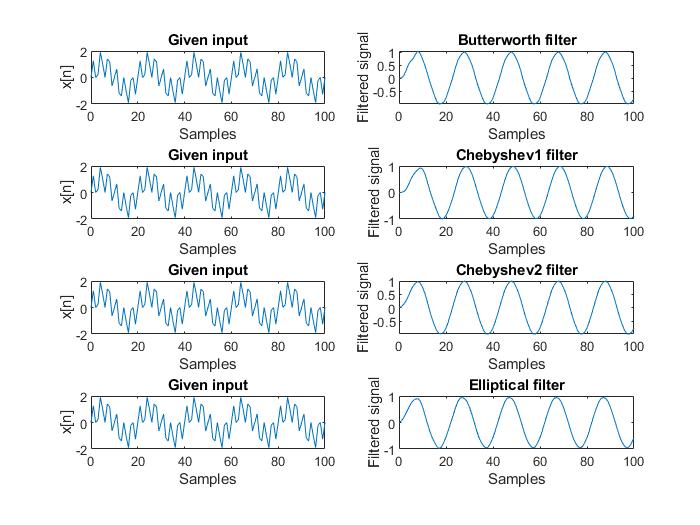 Given input
x[n]
2
0
-2
0 20 40 60 80 100
Samples
Butterworth filter
Filtered signal
1
0.5
0
-0.5
0 20 40 60 80 100
Samples
Given input
x[n]
2
0
-2
0 20 40 60 80 100
Samples
Chebyshev1 filter
Filtered signal
1
0
-1
0 20 40 60 80 100
Samples
Given input
x[n]
2
0
-2
0 20 40 60 80 100
Samples
Chebyshev2 filter
Filtered signal
1
0.5
0
-0.5
0 20 40 60 80 100
Samples
Given input
x[n]
2
0
-2
0 20 40 60 80 100
Samples
Elliptical filter
Filtered signal
1
0
-1
0 20 40 60 80 100
Samples